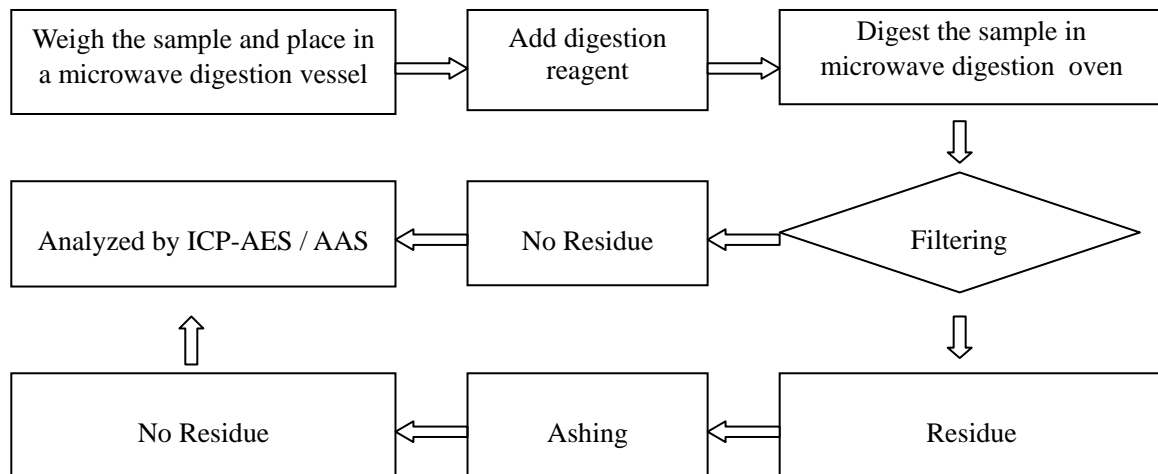 Weigh the sample and place in
a microwave digestion vessel
Add digestion
reagent
Digest the sample in
microwave digestion oven
Analyzed by ICP-AES / AAS
No Residue
Filtering
No Residue
Ashing
Residue